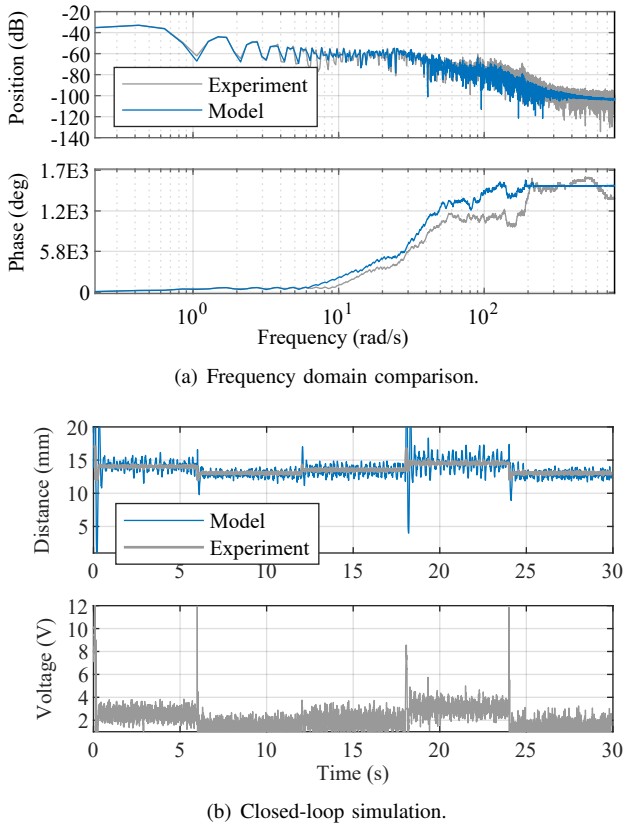 -20
-40
-60
-80
-100
-120
-140
Position (dB)
Experiment
Model
1.7E3
1.2E3
5.8E3
0
Phase (deg)
10^0 10^1 10^2
Frequency (rad/s)
(a) Frequency domain comparison.
20
15
10
5
Distance (mm)
Model
Experiment
0 5 10 15 20 25 30
12
10
8
6
4
2
Voltage (V)
0 5 10 15 20 25 30
Time (s)
(b) Closed-loop simulation.